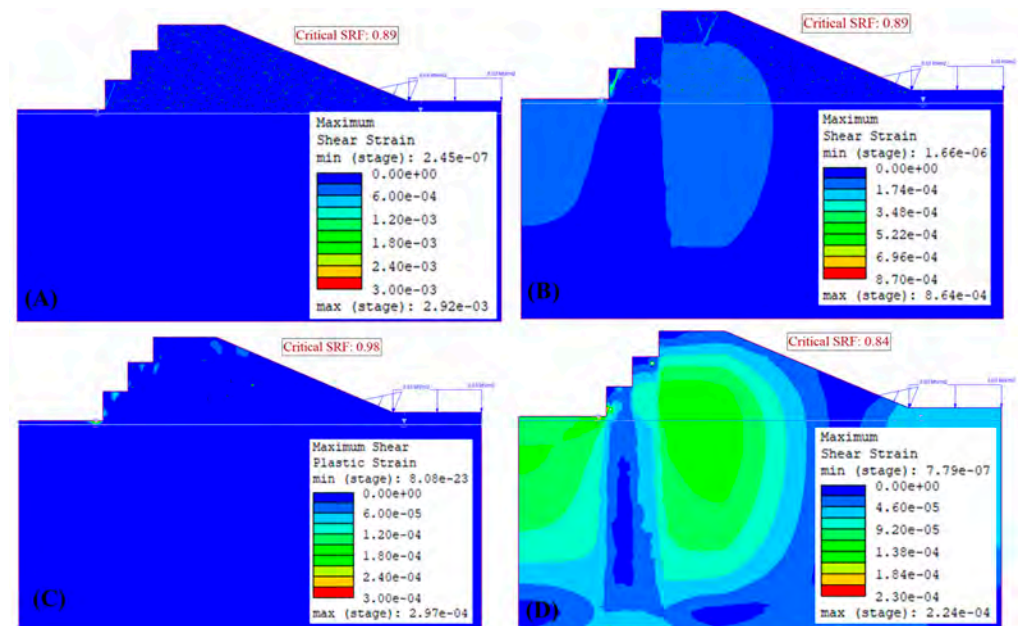 Critical SRF: 0.89
Maximum
Shear Strain
min (stage): 2.45e-07
0.00e+00
6.00e-04
1.20e-03
1.80e-03
2.40e-03
3.00e-03
max (stage): 2.92e-03
(A)
Critical SRF: 0.89
Maximum
Shear Strain
min (stage): 1.66e-06
0.00e+00
1.74e-04
3.48e-04
5.22e-04
6.96e-04
8.70e-04
max (stage): 8.64e-04
(B)
Critical SRF: 0.98
Maximum Shear
Plastic Strain
min (stage): 8.08e-23
0.00e+00
6.00e-05
1.20e-04
1.80e-04
2.40e-04
3.00e-04
max (stage): 2.97e-04
(C)
Critical SRF: 0.84
Maximum
Shear Strain
min (stage): 7.79e-07
0.00e+00
4.60e-05
9.20e-05
1.38e-04
1.84e-04
2.30e-04
max (stage): 2.24e-04
(D)